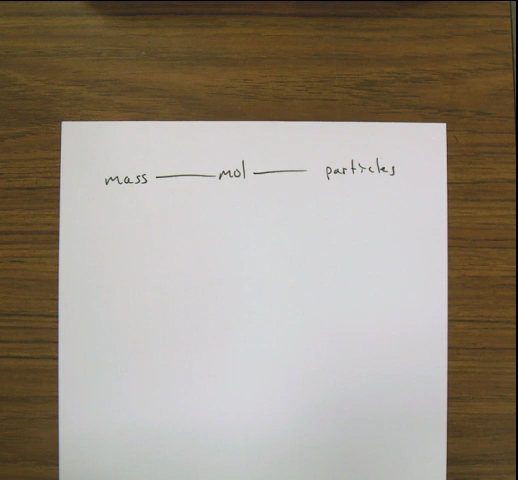 mass — mol — particles